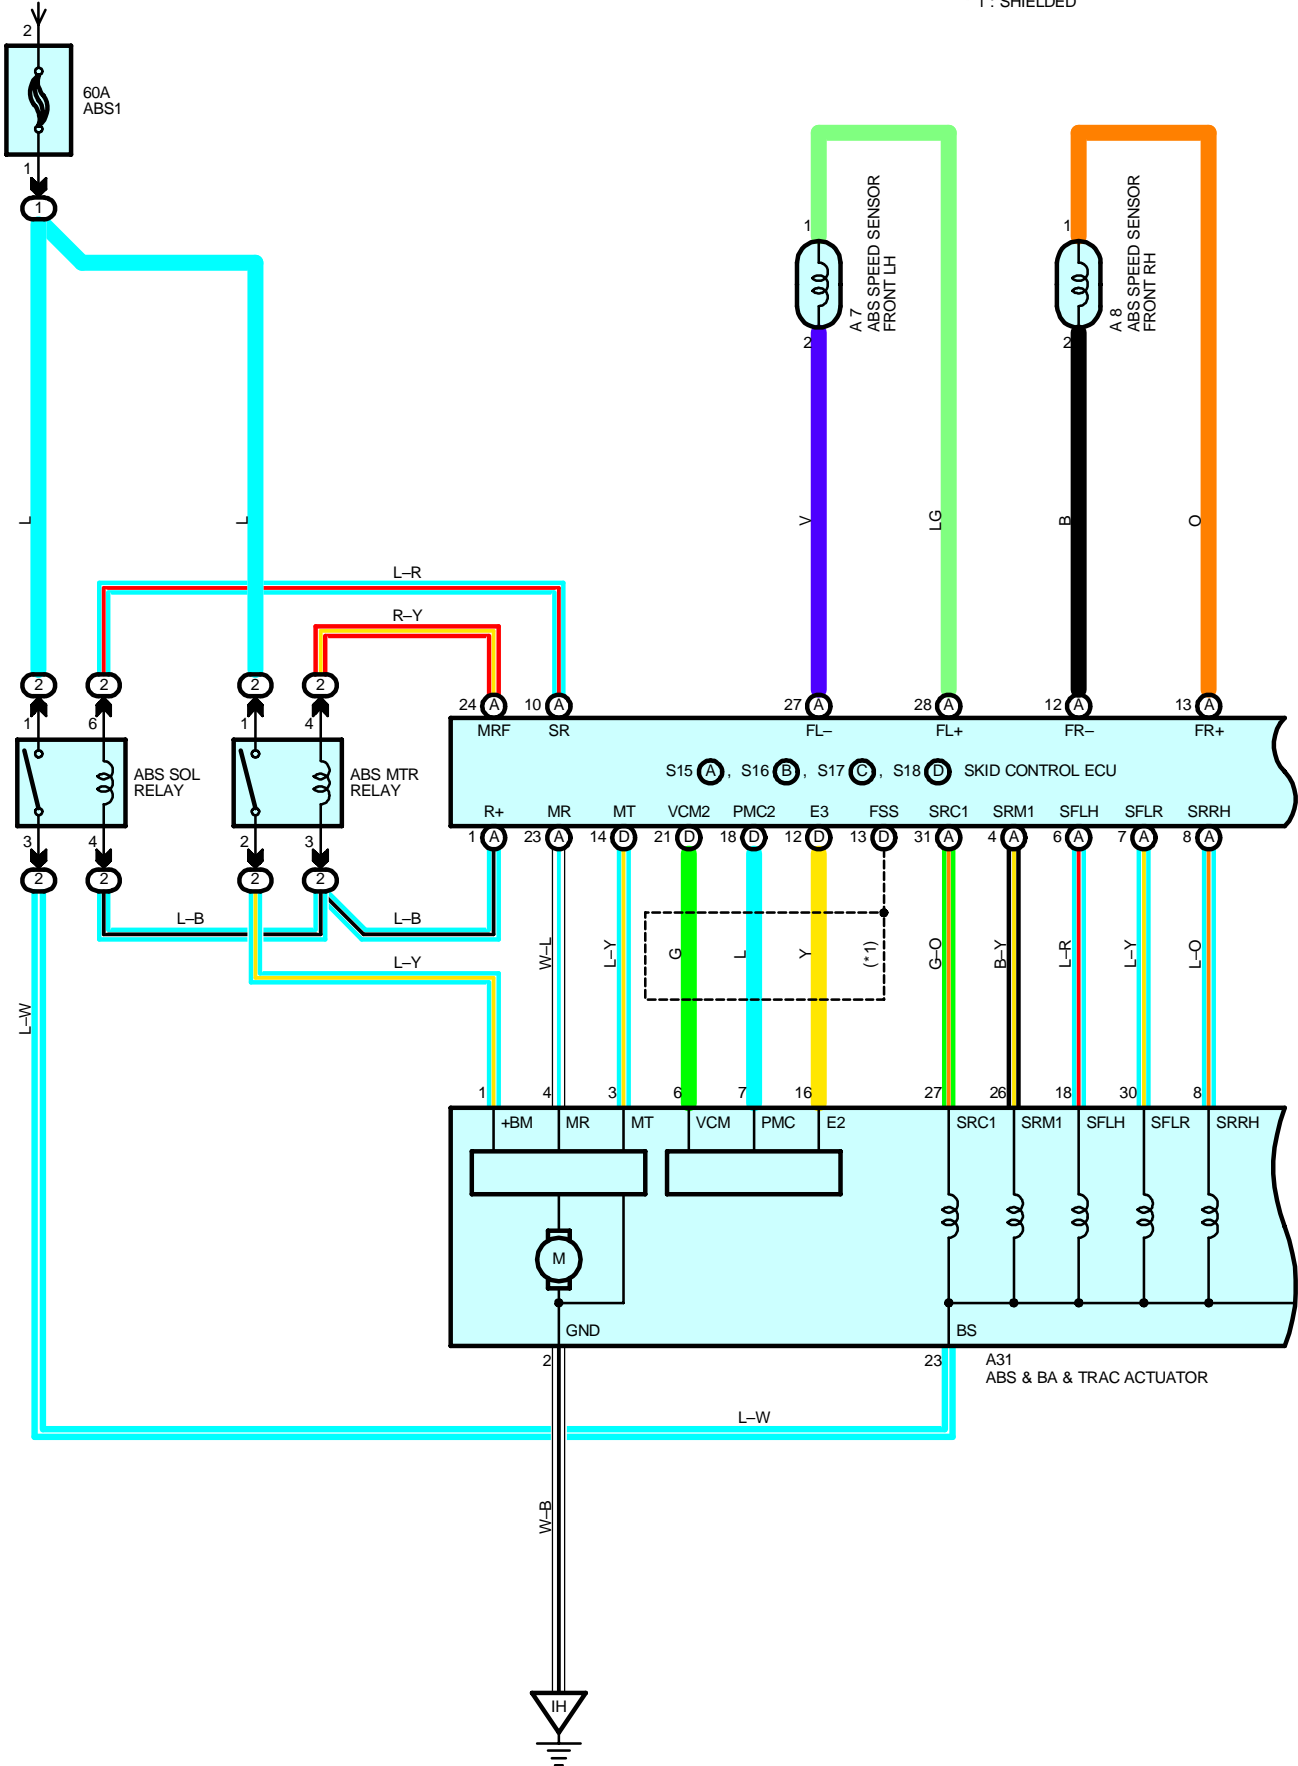 1 : SHIELDED
2
60A
ABS1
1
1
1
A 7
ABS SPEED SENSOR
FRONT LH
2
1
A 8
ABS SPEED SENSOR
FRONT RH
2
L
L
V
LG
B
O
L–R
R–Y
2
2
2
2
1
6
1
4
24 A
10 A
27 A
28 A
12 A
13 A
MRF
SR
FL–
FL+
FR–
FR+
ABS SOL
RELAY
ABS MTR
RELAY
S15 A , S16 B , S17 C , S18 D SKID CONTROL ECU
R+
MR
MT
VCM2
PMC2
E3
FSS
SRC1
SRM1
SFLH
SFLR
SRRH
3
4
2
3
1 A
23 A
14 D
21 D
18 D
12 D
13 D
31 A
4 A
6 A
7 A
8 A
2
2
2
2
L–B
L–B
L–Y
L–W
W–L
L–Y
G
L
Y
(*1)
G–O
B–Y
L–R
L–Y
L–O
1
4
3
6
7
16
27
26
18
30
8
+BM
MR
MT
VCM
PMC
E2
SRC1
SRM1
SFLH
SFLR
SRRH
M
GND
BS
2
23
A31
ABS & BA & TRAC ACTUATOR
L–W
W–B
IH